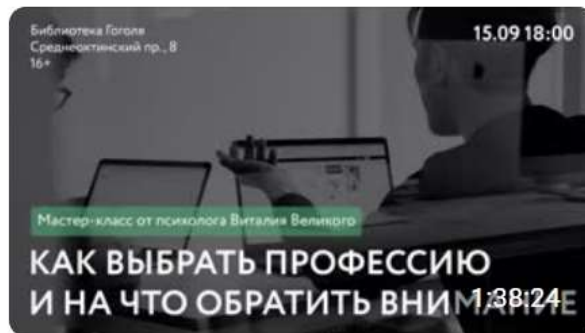 Библиотека Гоголя
Среднеохтинский пр., 8
16+
15.09 18:00
Мастер-класс от психолога Виталия Великого
КАК ВЫБРАТЬ ПРОФЕССИЮ
И НА ЧТО ОБРАТИТЬ ВНИМАНИЕ
1:38:24